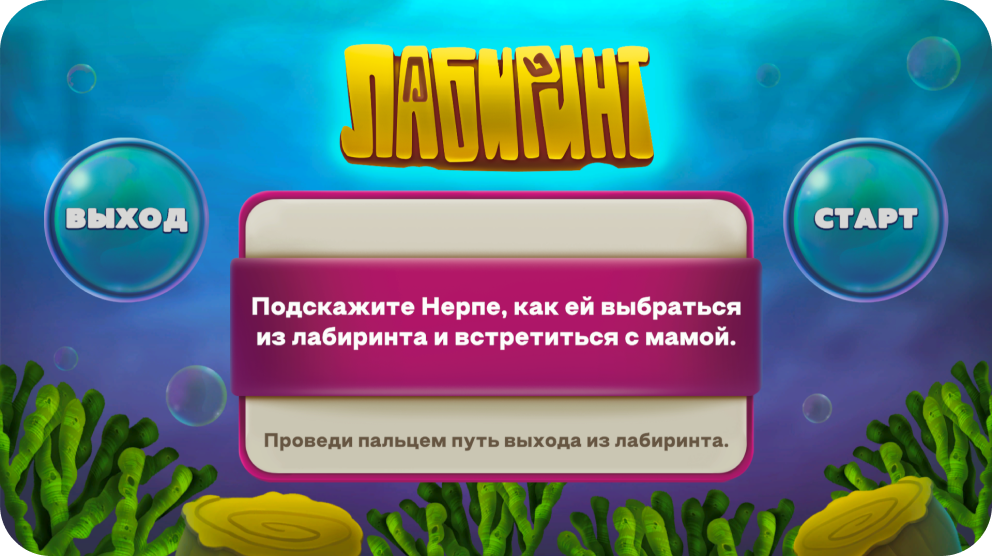 ЛАБИРИНТ
ВЫХОД
СТАРТ
Подскажите Нерпе, как ей выбраться
из лабиринта и встретиться с мамой.
Проведи пальцем путь выхода из лабиринта.